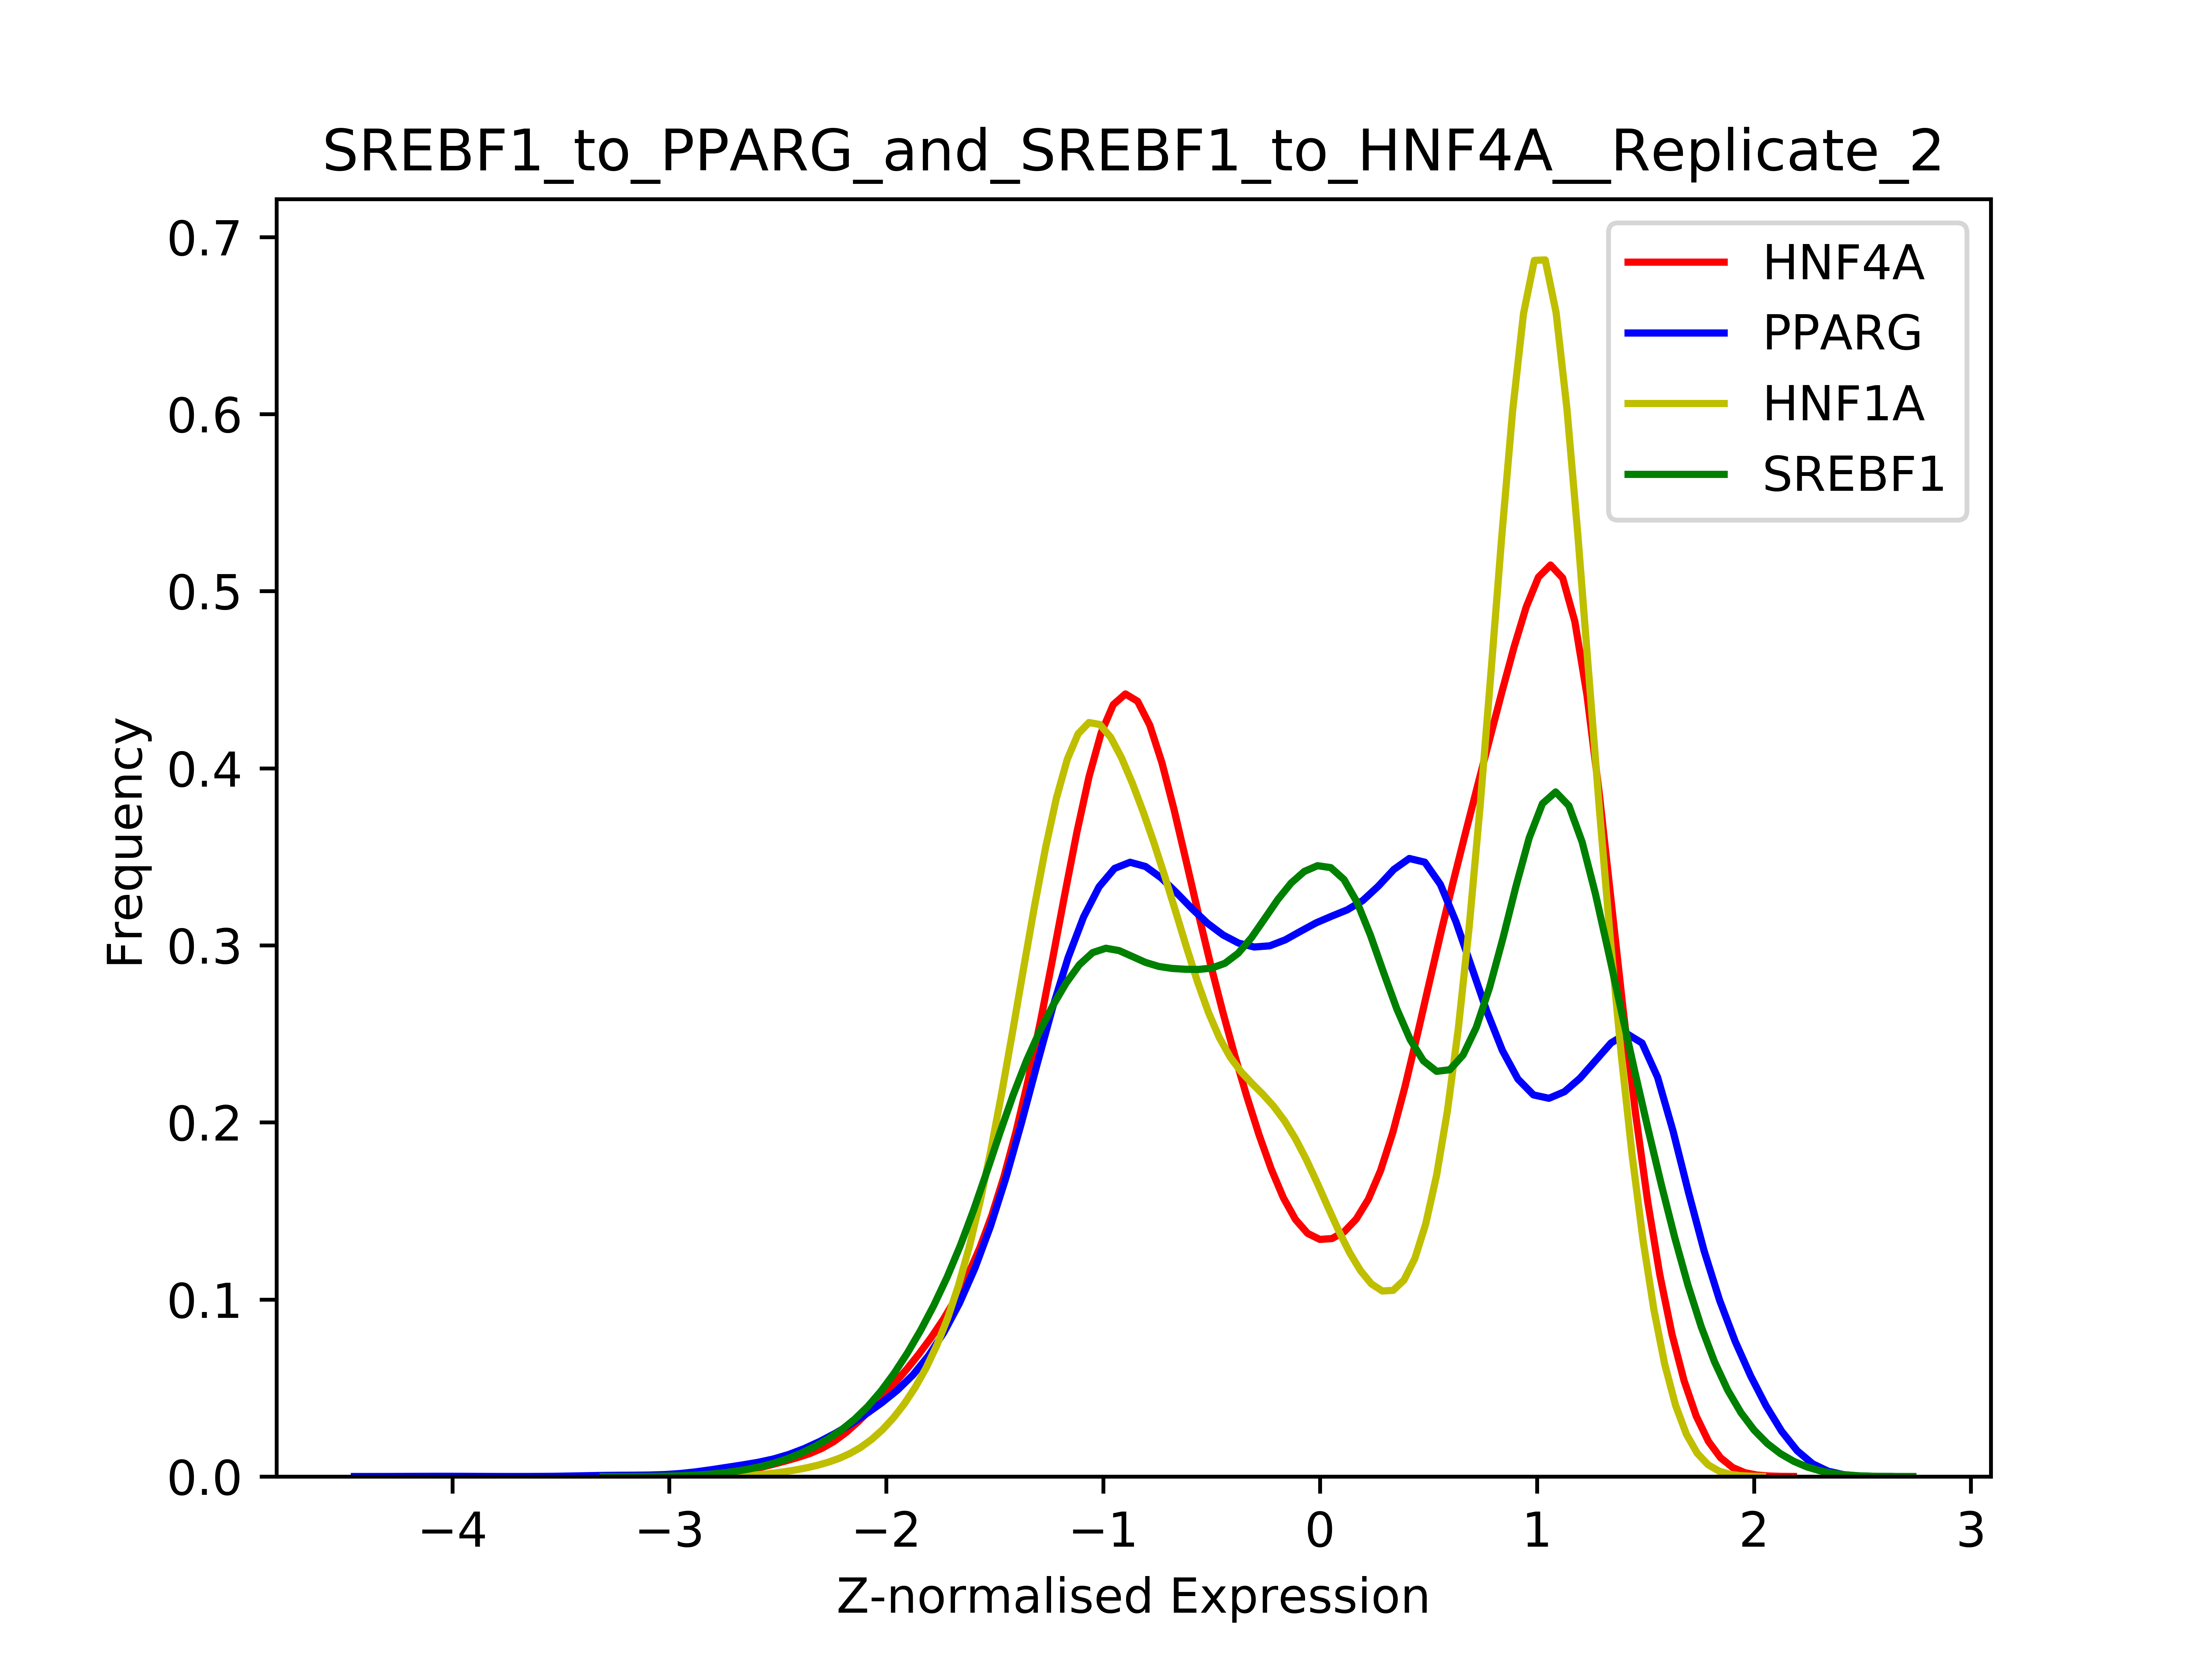 SREBF1_to_PPARG_and_SREBF1_to_HNF4A__Replicate_2
HNF4A
PPARG
HNF1A
SREBF1
0.7
0.6
0.5
0.4
0.3
0.2
0.1
0.0
Frequency
−4 −3 −2 −1 0 1 2 3
Z-normalised Expression